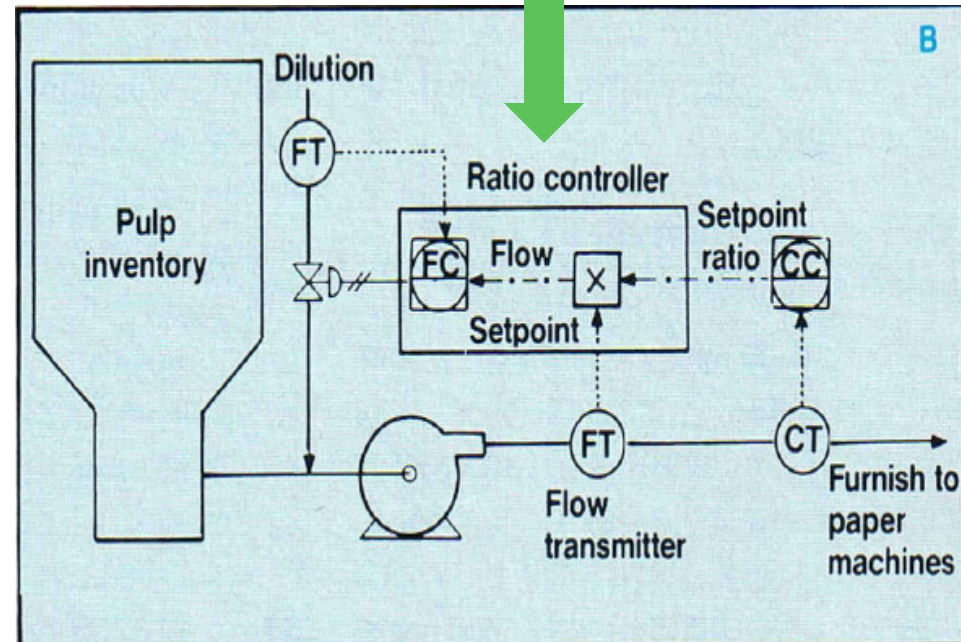 B
Dilution
FT
Ratio controller
Pulp
inventory
Setpoint
ratio
FC
Flow
X
CC
Setpoint
FT
CT
Flow
transmitter
Furnish to
paper
machines